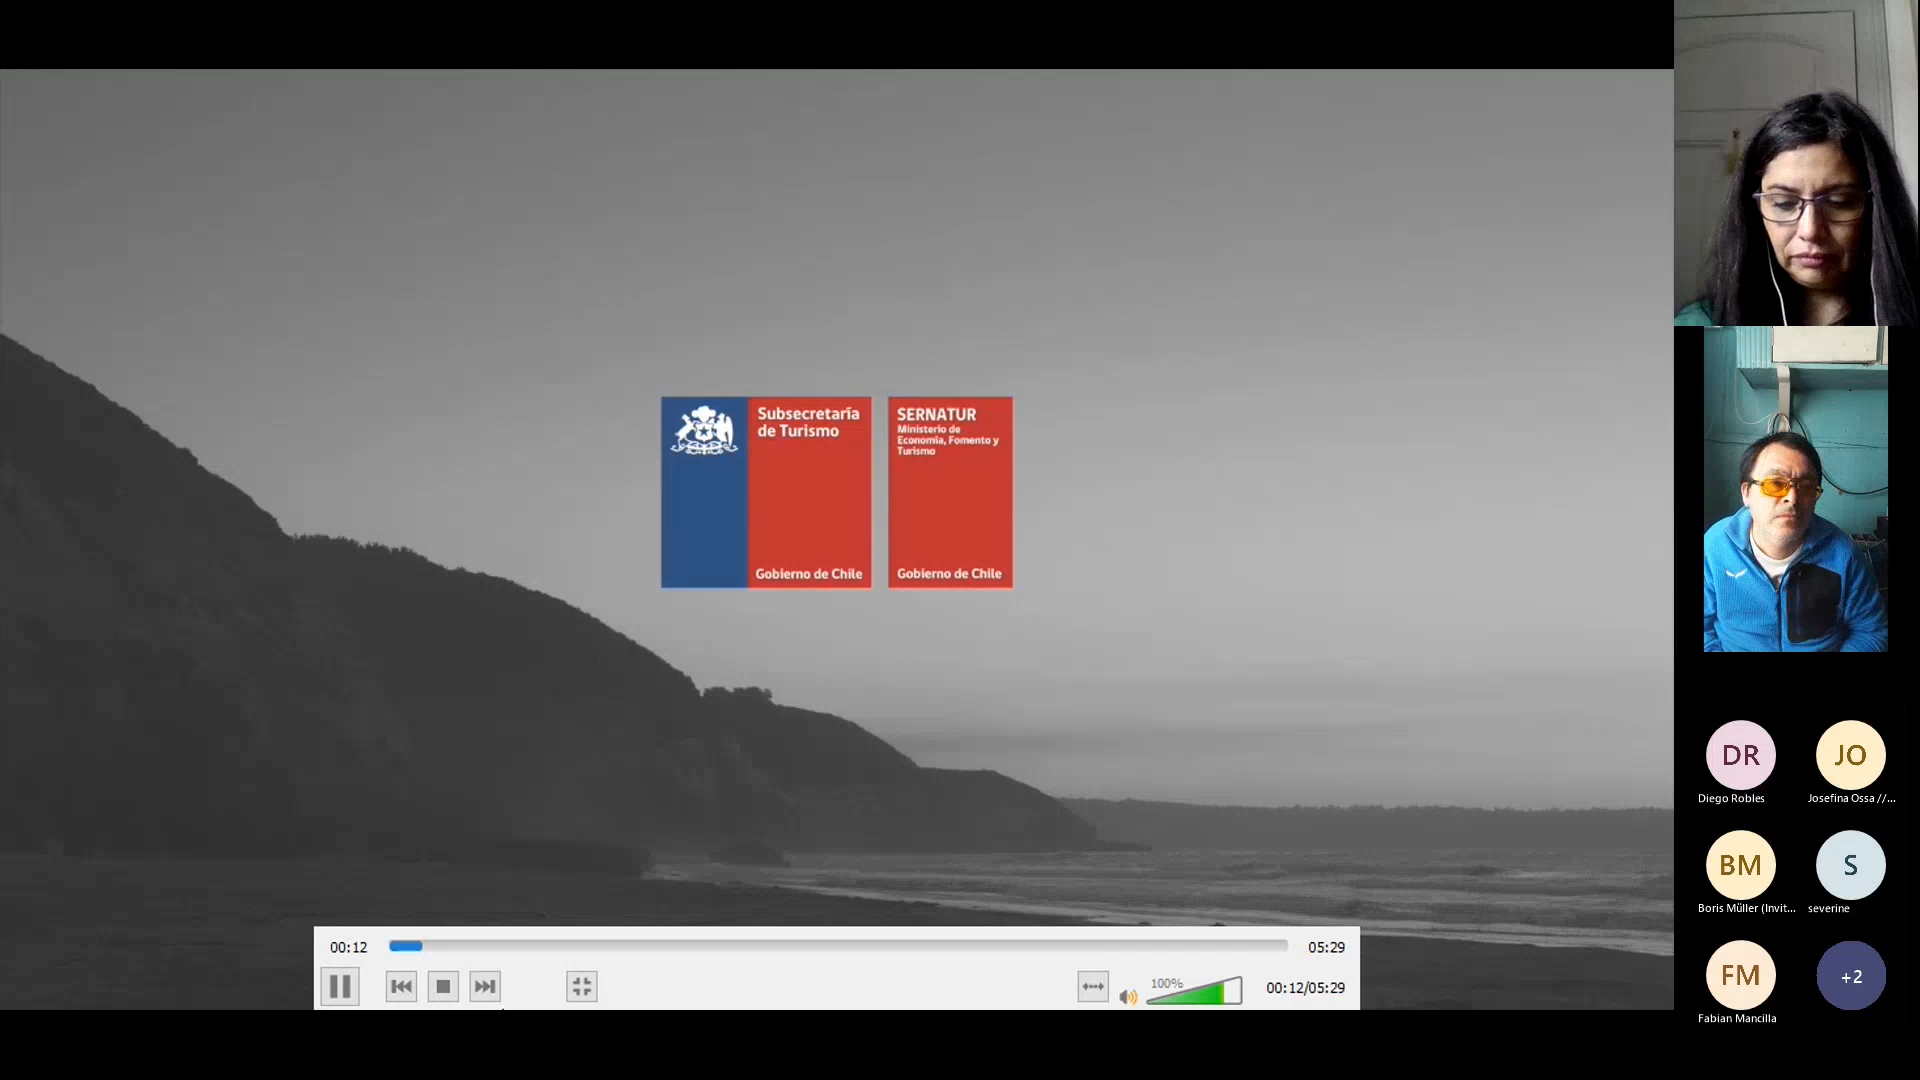 Subsecretaría
de Turismo
Gobierno de Chile
SERNATUR
Ministerio de
Economía, Fomento y
Turismo
Gobierno de Chile
00:12
05:29
100%
00:12/05:29
DR
Diego Robles
JO
Josefina Ossa //...
BM
Boris Müller (Invit...
S
severine
FM
Fabian Mancilla
+2